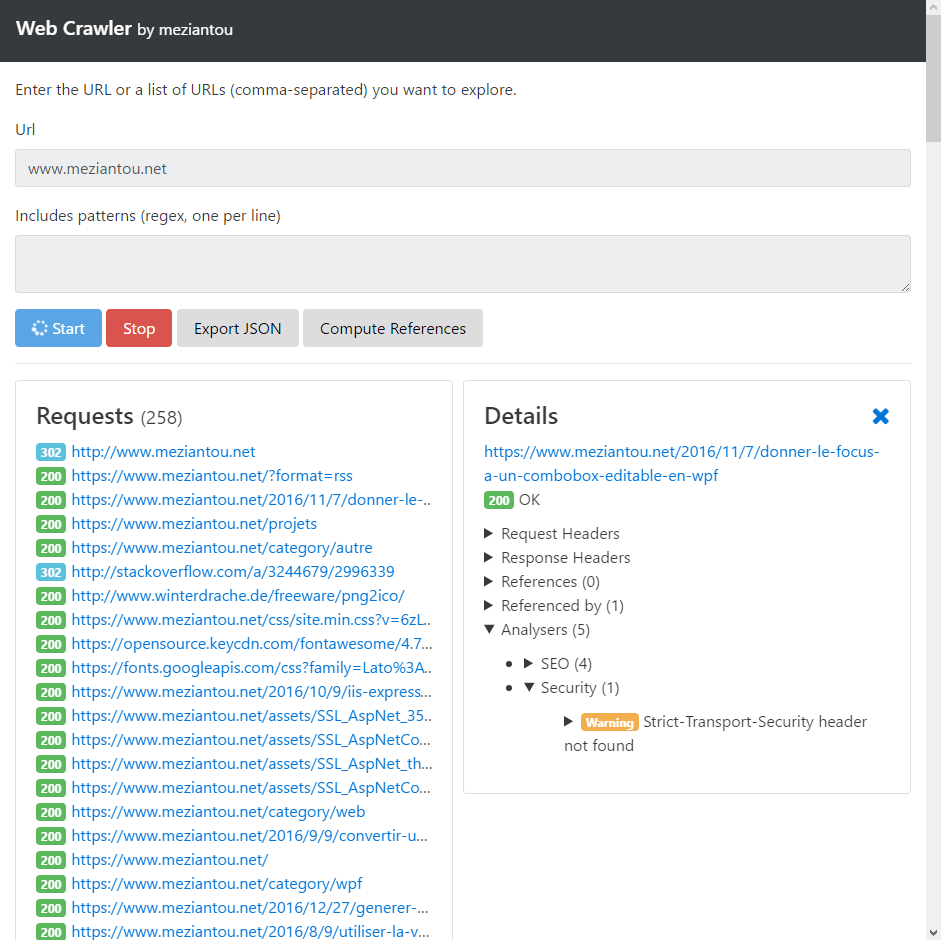 Web Crawler by meziantou
Enter the URL or a list of URLs (comma-separated) you want to explore.
Url
www.meziantou.net
Includes patterns (regex, one per line)
Start Stop Export JSON Compute References
Requests (258)
302 http://www.meziantou.net
200 https://www.meziantou.net/?format=rss
200 https://www.meziantou.net/2016/11/7/donner-le-...
200 https://www.meziantou.net/projets
200 https://www.meziantou.net/category/autre
302 http://stackoverflow.com/a/3244679/2996339
200 http://www.winterdrache.de/freeware/png2ico/
200 https://www.meziantou.net/css/site.min.css?v=6zL...
200 https://opensource.keycdn.com/fontawesome/4.7...
200 https://fonts.googleapis.com/css?family=Lato%3A...
200 https://www.meziantou.net/2016/10/9/iis-express...
200 https://www.meziantou.net/assets/SSL_AspNet_35...
200 https://www.meziantou.net/assets/SSL_AspNetCo...
200 https://www.meziantou.net/assets/SSL_AspNet_th...
200 https://www.meziantou.net/assets/SSL_AspNetCo...
200 https://www.meziantou.net/category/web
200 https://www.meziantou.net/2016/9/9/convertir-u...
200 https://www.meziantou.net/
200 https://www.meziantou.net/category/wpf
200 https://www.meziantou.net/2016/12/27/generer-...
200 https://www.meziantou.net/2016/8/9/utiliser-la-v...
Details
https://www.meziantou.net/2016/11/7/donner-le-focus-
a-un-combobox-editable-en-wpf
200 OK
Request Headers
Response Headers
References (0)
Referenced by (1)
Analysers (5)
SEO (4)
Security (1)
Warning Strict-Transport-Security header
not found